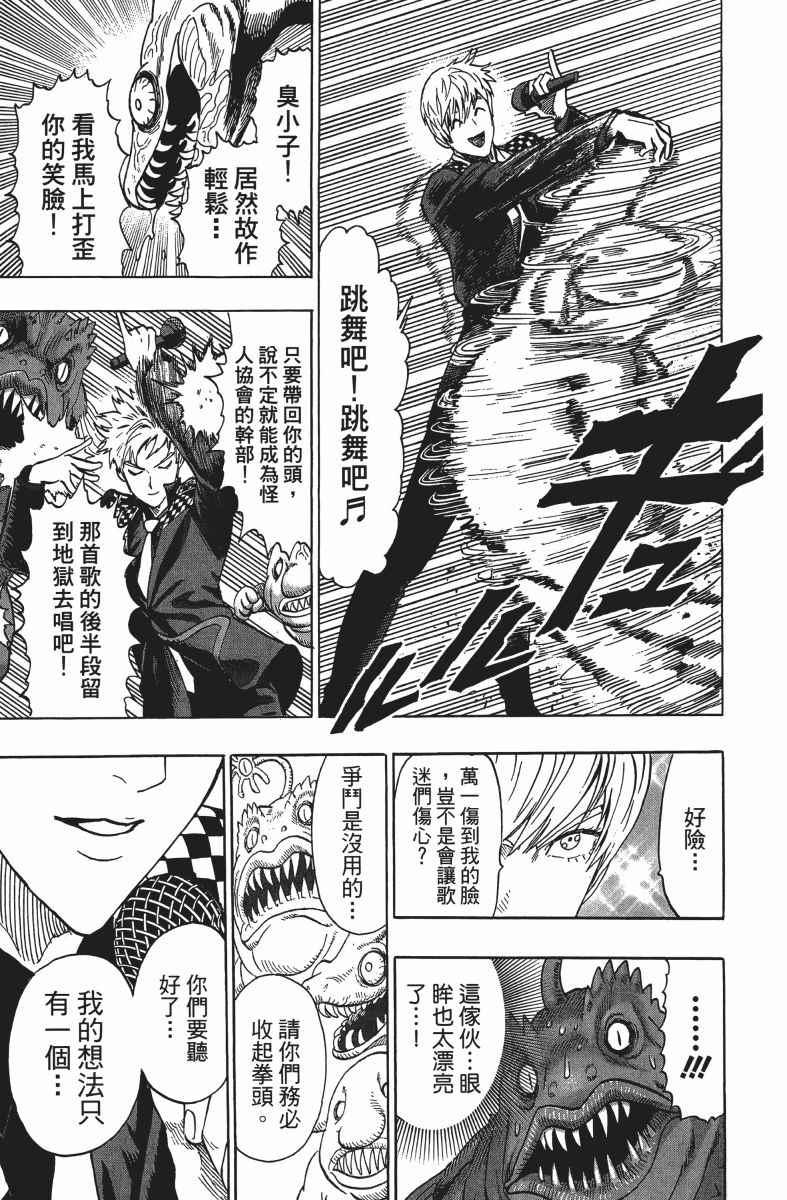 跳舞吧！跳舞吧♬
ギュルルル
臭小子！
居然故作
輕鬆…
看我馬上打歪
你的笑臉！
只要帶回你的頭，
說不定就能成為怪
人協會的幹部！
那首歌的後半段留
到地獄去唱吧！
好險…
萬一傷到我的臉
，豈不是會讓歌
迷們傷心？
……!!!
這傢伙…眼
眸也太漂亮
了…！
爭鬥是沒用的…
請你們務必
收起拳頭。
你們要聽
好了…
我的想法只
有一個…